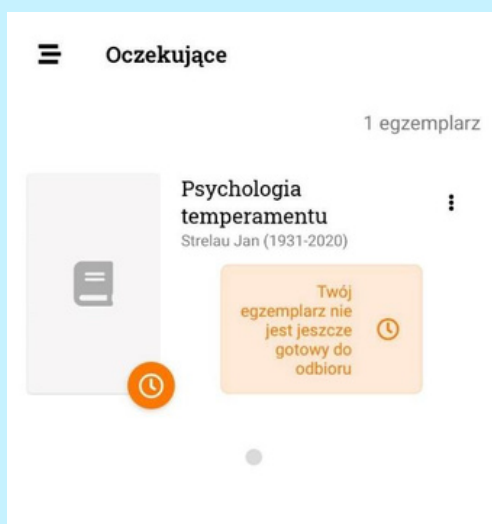 Oczekujące
1 egzemplarz
Psychologia
temperamentu
Strelau Jan (1931-2020)
Twój
egzemplarz nie
jest jeszcze
gotowy do
odbioru